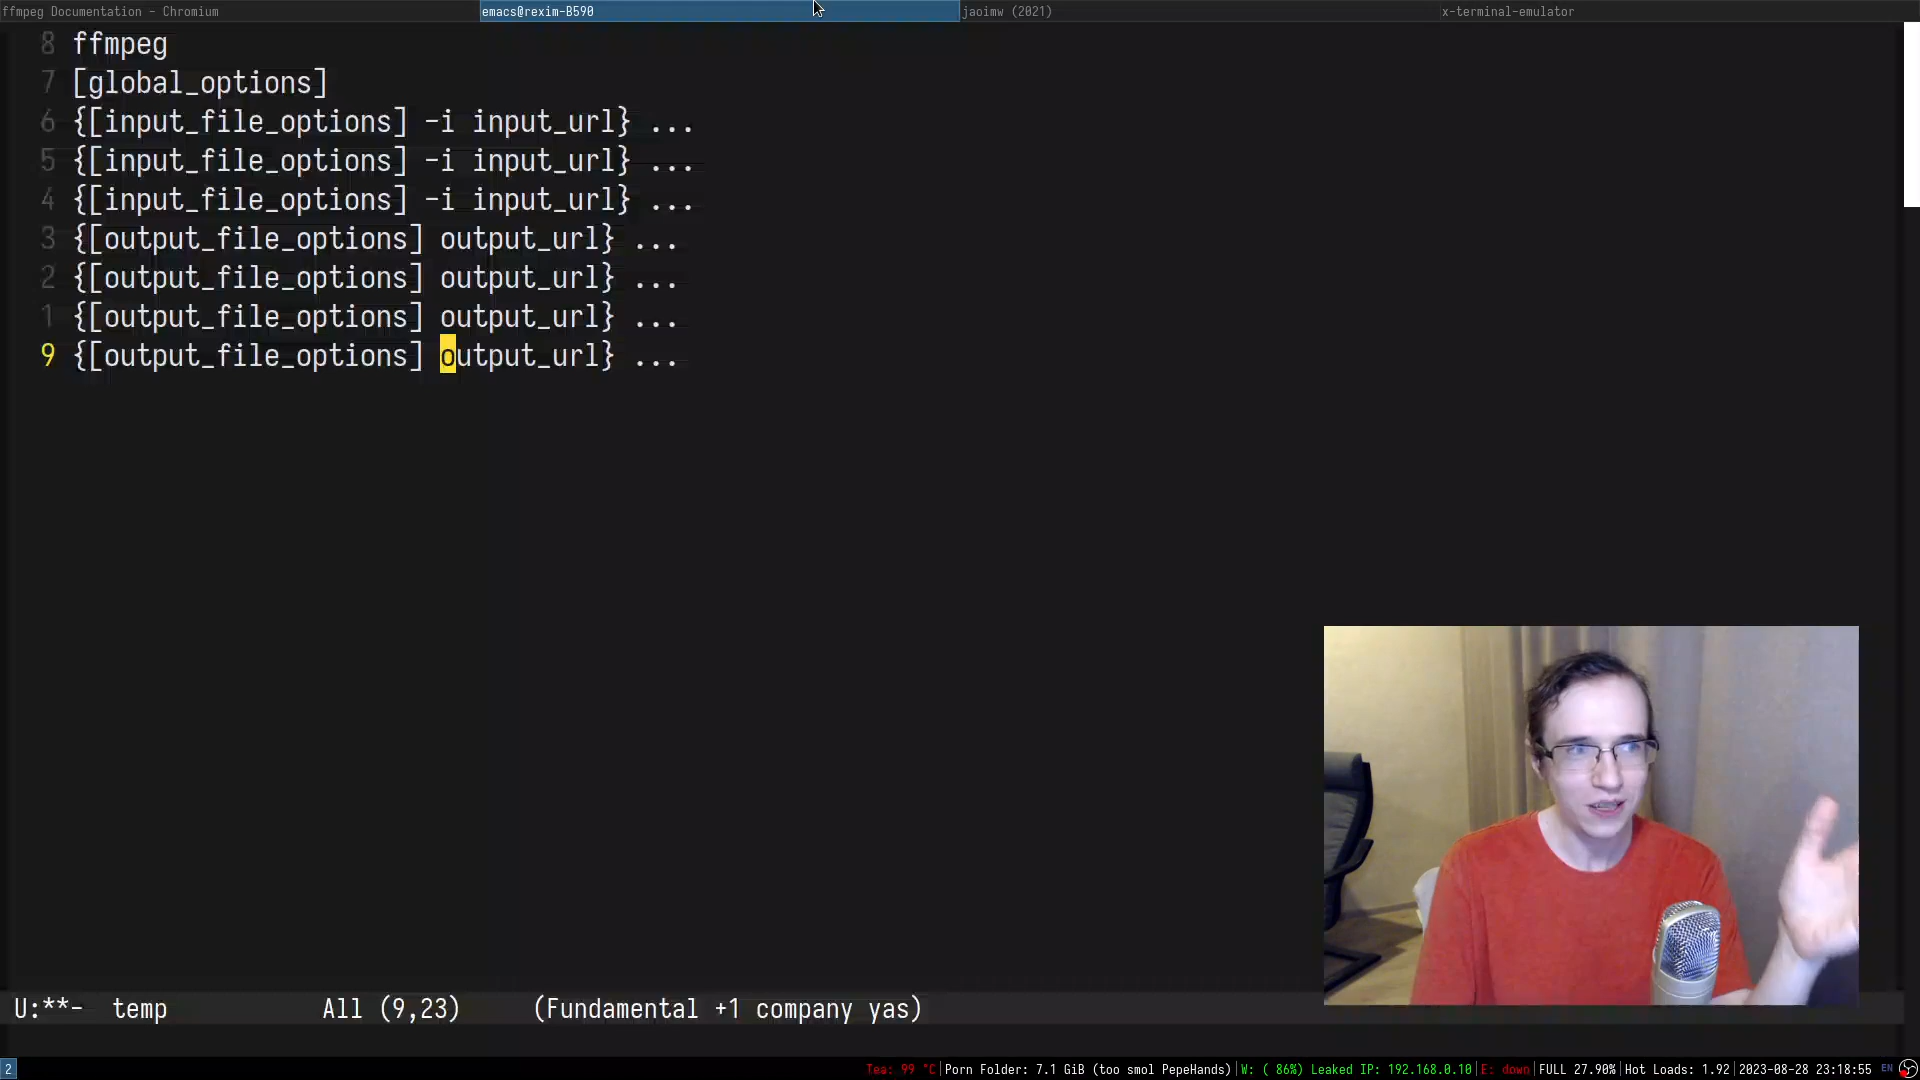 ffmpeg Documentation - Chromium
emacs@rexim-B590
jaoimw (2021)
x-terminal-emulator
8 ffmpeg
7 [global_options]
6 {[input_file_options] -i input_url} ...
5 {[input_file_options] -i input_url} ...
4 {[input_file_options] -i input_url} ...
3 {[output_file_options] output_url} ...
2 {[output_file_options] output_url} ...
1 {[output_file_options] output_url} ...
9 {[output_file_options] output_url} ...
U:**- temp All (9,23) (Fundamental +1 company yas)
2 Tea: 99 °C|Porn Folder: 7.1 GiB (too smol PepeHands)|W: ( 86%) Leaked IP: 192.168.0.10|E: down|FULL 27.90%|Hot Loads: 1.92|2023-08-28 23:18:55 EN